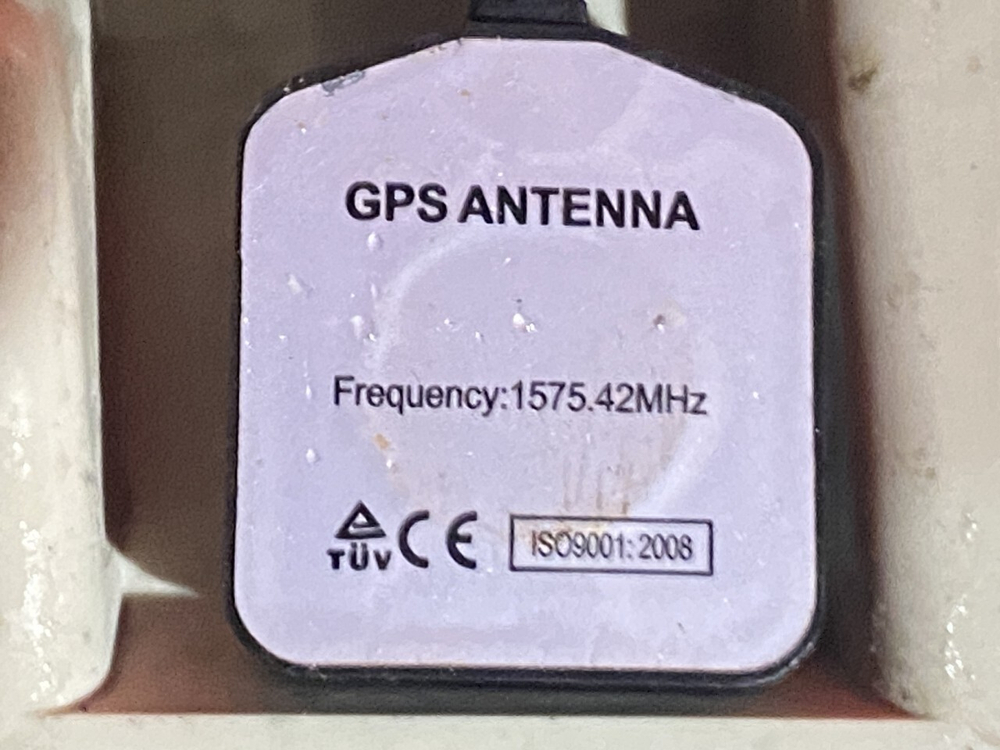 GPS ANTENNA
Frequency:1575.42MHz
TÜV CE ISO9001:2008